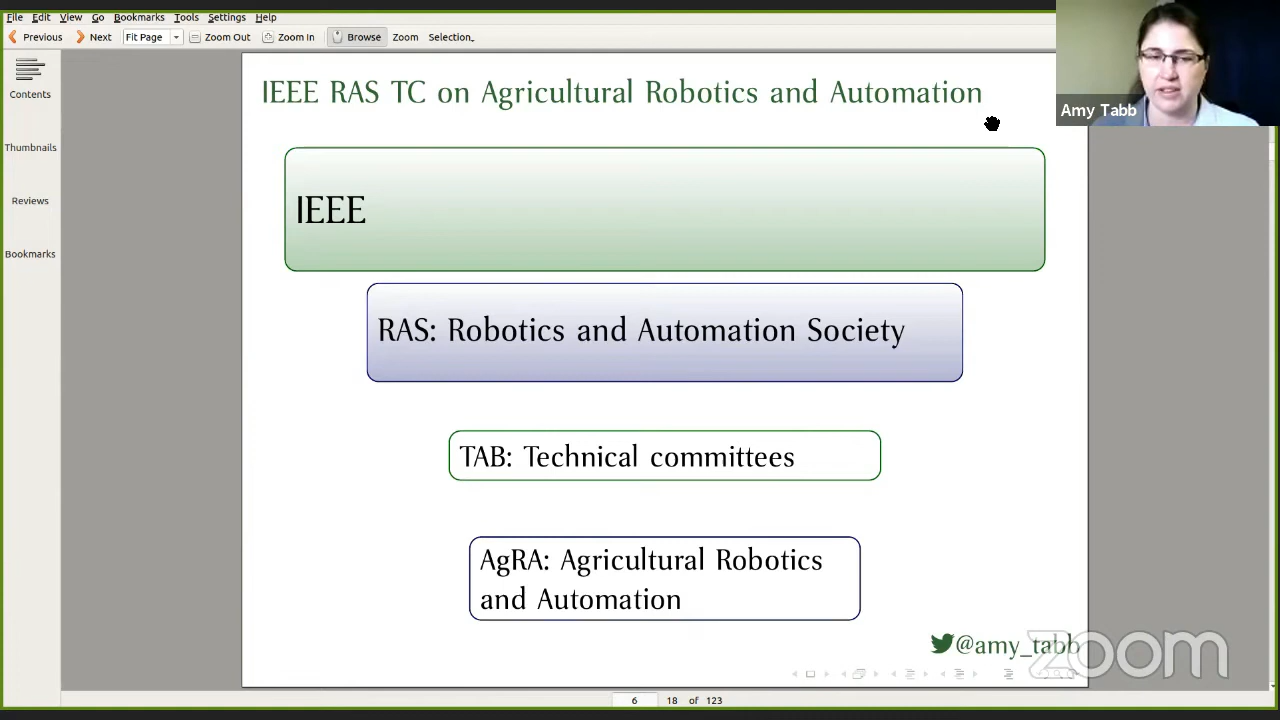 File Edit View Go Bookmarks Tools Settings Help
Previous Next Fit Page Zoom Out Zoom In Browse Zoom Selection
Contents
Thumbnails
Reviews
Bookmarks
IEEE RAS TC on Agricultural Robotics and Automation
Amy Tabb
IEEE
RAS: Robotics and Automation Society
TAB: Technical committees
AgRA: Agricultural Robotics
and Automation
@amy_tabb
zoom
6 18 of 123